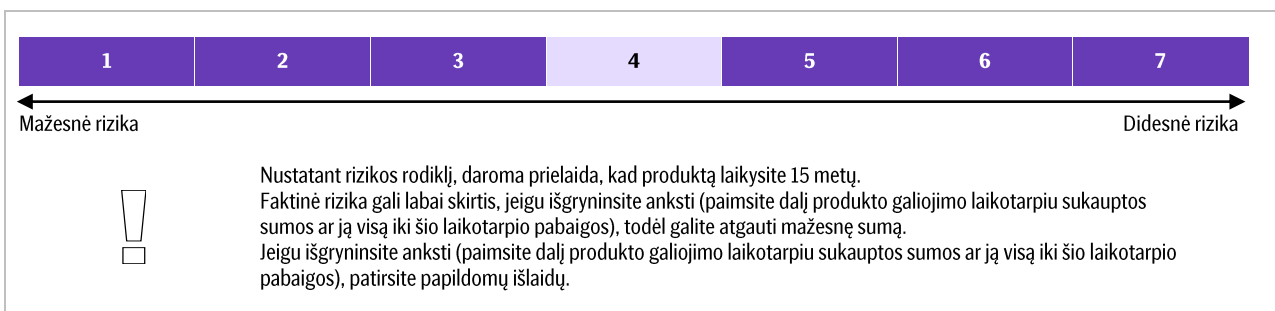 1 2 3 4 5 6 7
Mažesnė rizika Didesnė rizika
Nustatant rizikos rodiklį, daroma prielaida, kad produktą laikysite 15 metų.
Faktinė rizika gali labai skirtis, jeigu išgryninsite anksti (paimsite dalį produkto galiojimo laikotarpiu sukauptos
sumos ar ją visą iki šio laikotarpio pabaigos), todėl galite atgauti mažesnę sumą.
Jeigu išgryninsite anksti (paimsite dalį produkto galiojimo laikotarpiu sukauptos sumos ar ją visą iki šio laikotarpio
pabaigos), patirsite papildomų išlaidų.